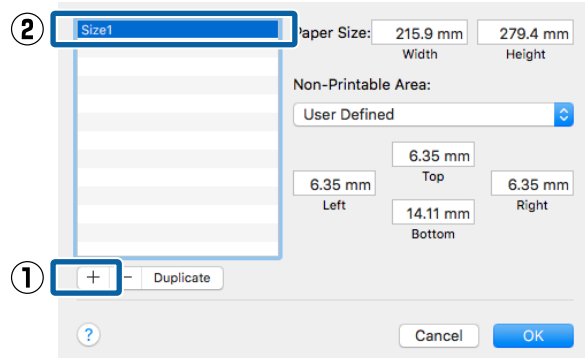 ② Size1
Paper Size: 215.9 mm 279.4 mm
Width Height
Non-Printable Area:
User Defined
6.35 mm
Top
6.35 mm 6.35 mm
Left Right
14.11 mm
Bottom
① + − Duplicate
? Cancel OK